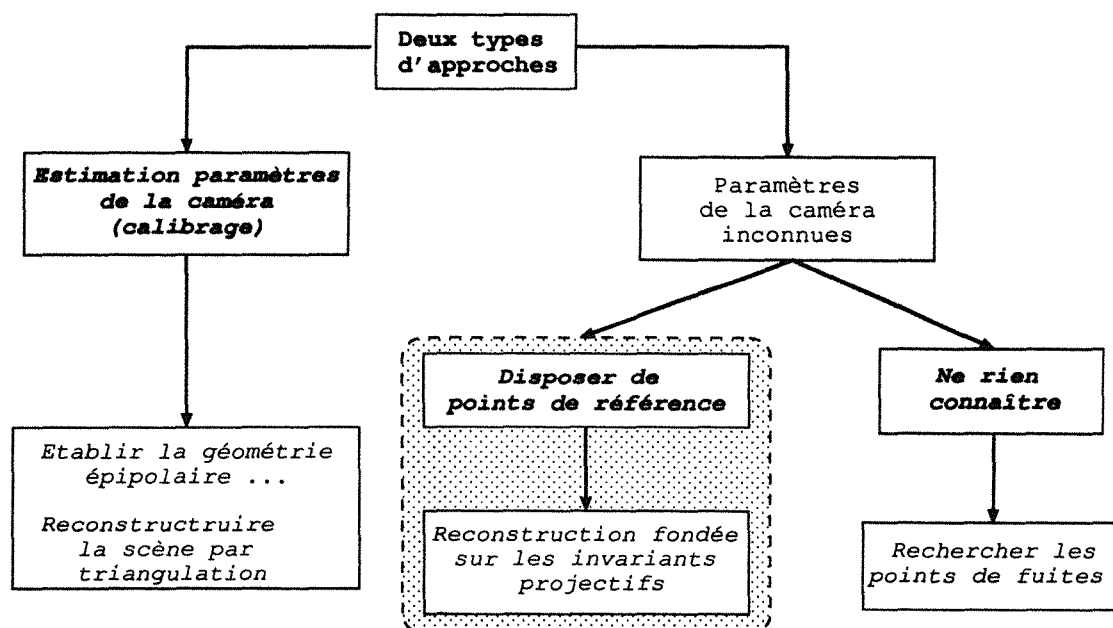 Deux types
d'approches
Estimation paramètres
de la caméra
(calibrage)
Paramètres
de la caméra
inconnues
Disposer de
points de référence
Ne rien
connaître
Etablir la géométrie
épipolaire ...
Reconstructruire
la scène par
triangulation
Reconstruction fondée
sur les invariants
projectifs
Rechercher les
points de fuites